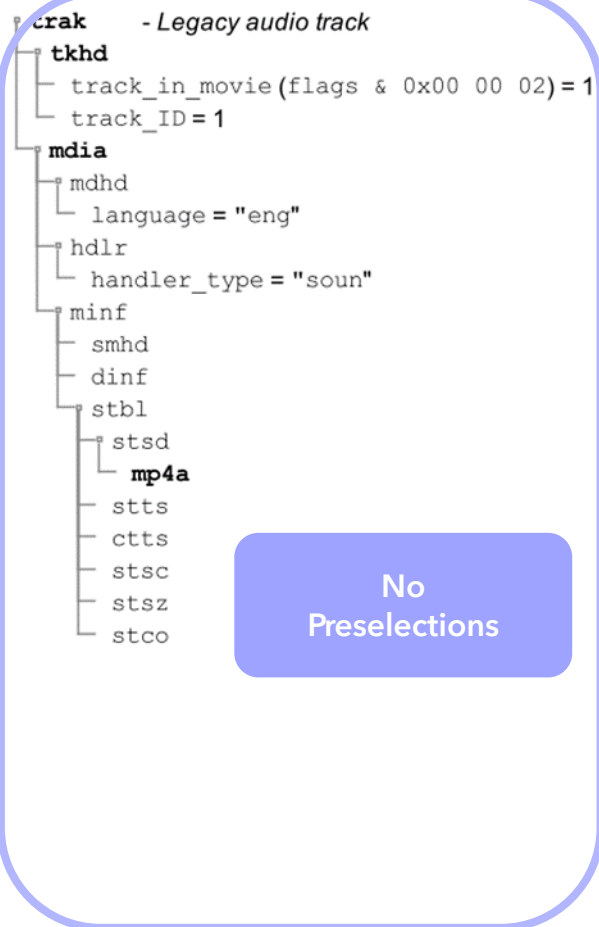 trak - Legacy audio track
tkhd
track_in_movie (flags & 0x00 00 02) = 1
track_ID = 1
mdia
mdhd
language = "eng"
hdlr
handler_type = "soun"
minf
smhd
dinf
stbl
stsd
mp4a
stts
ctts
stsc
stsz
stco
No
Preselections